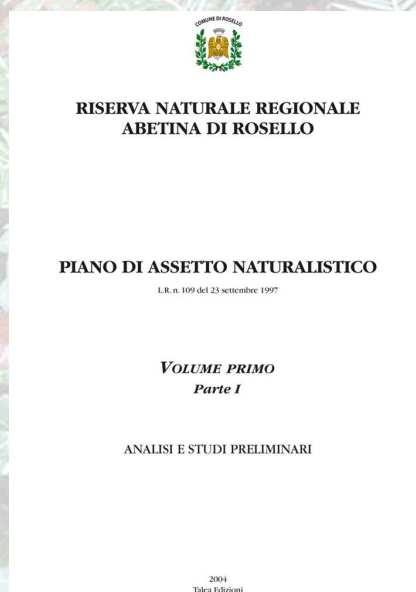 COMUNE DI ROSELLO
RISERVA NATURALE REGIONALE
ABETINA DI ROSELLO
PIANO DI ASSETTO NATURALISTICO
L.R. n. 109 del 23 settembre 1997
VOLUME PRIMO
Parte I
ANALISI E STUDI PRELIMINARI
2004
Talea Edizioni